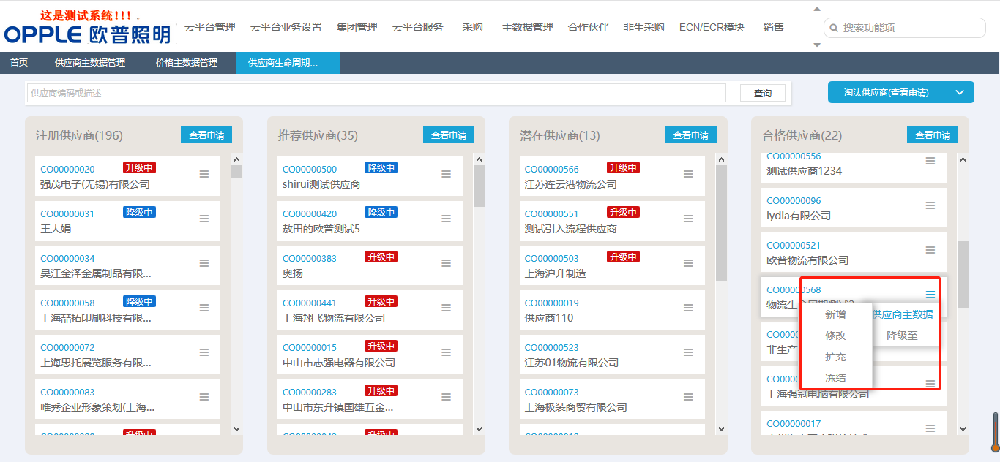 这是测试系统!!!
OPPLE 欧普照明
云平台管理 云平台业务设置 集团管理 云平台服务 采购 主数据管理 合作伙伴 非生采购 ECN/ECR模块 销售
搜索功能项
首页 供应商主数据管理 价格主数据管理 供应商生命周期...
供应商编码或描述
查询
淘汰供应商(查看申请)
注册供应商(196) 查看申请
CO00000020 升级中
强茂电子(无锡)有限公司
CO00000031 降级中
王大娟
CO00000034
吴江金泽金属制品有限...
CO00000058 降级中
上海喆拓印刷科技有限...
CO00000072
上海思托展览服务有限...
CO00000083
唯秀企业形象策划(上海...
升级中
推荐供应商(35) 查看申请
CO00000500 降级中
shirui测试供应商
CO00000420 降级中
敖田的欧普测试5
CO00000383 升级中
奥扬
CO00000441 升级中
上海翔飞物流有限公司
CO00000015 升级中
中山市志强电器有限公司
CO00000283 升级中
中山市东升镇国雄五金...
升级中
潜在供应商(13) 查看申请
CO00000566 升级中
江苏连云港物流公司
CO00000551 升级中
测试引入流程供应商
CO00000503 升级中
上海沪升制造
CO00000019
供应商110
CO00000523
江苏01物流有限公司
CO00000073
上海极装商贸有限公司
合格供应商(22) 查看申请
CO00000556
测试供应商1234
CO00000096
lydia有限公司
CO00000521
欧普物流有限公司
CO00000568
物流生
供应商主数据
降级至
新增
修改
扩充
冻结
CO000
非生产
CO000
上海强冠电脑有限公司
CO00000017